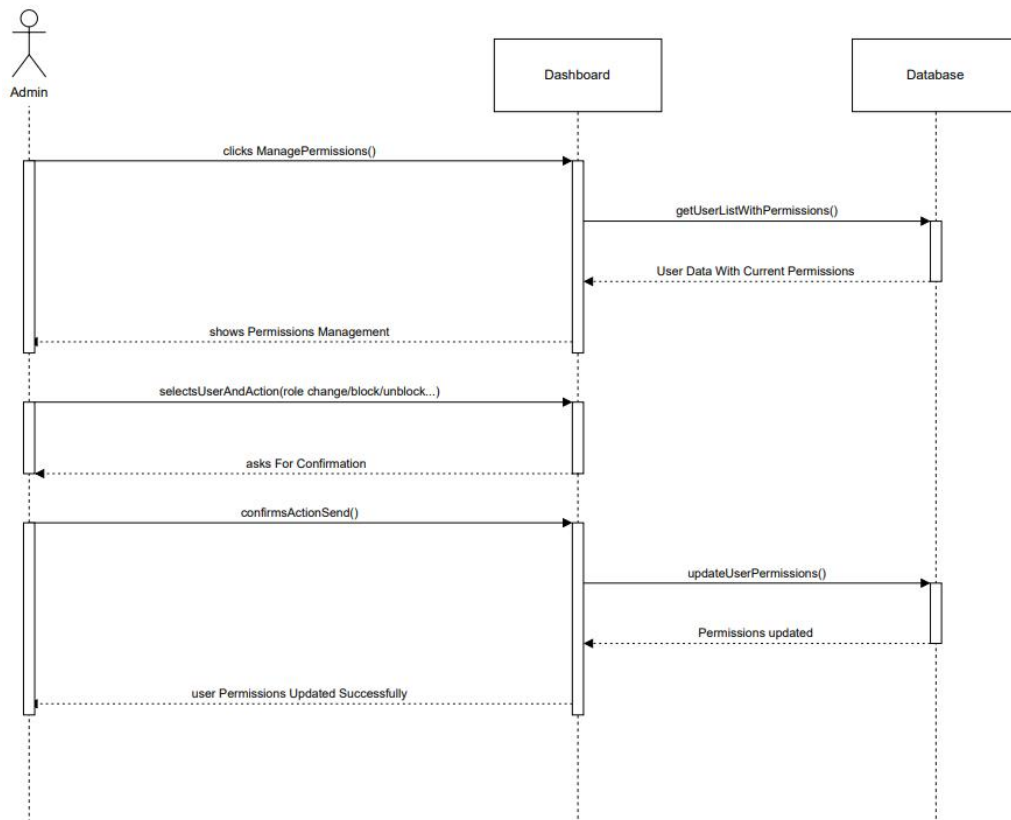 Admin
Dashboard
Database
clicks ManagePermissions()
getUserListWithPermissions()
User Data With Current Permissions
shows Permissions Management
selectsUserAndAction(role change/block/unblock...)
asks For Confirmation
confirmsActionSend()
updateUserPermissions()
Permissions updated
user Permissions Updated Successfully